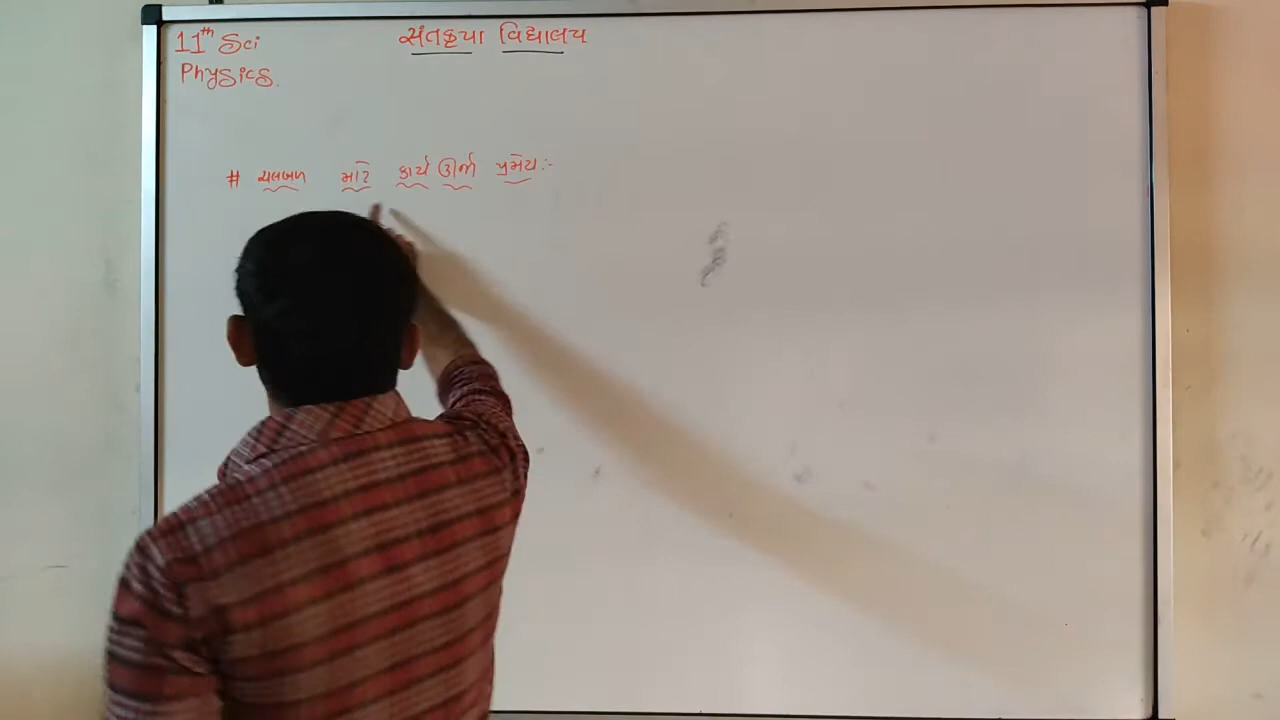 11th Sci
સંતકૃપા વિદ્યાલય
Physics.
# ચલબળ માટે કાર્ય ઊર્જા પ્રમેય :-